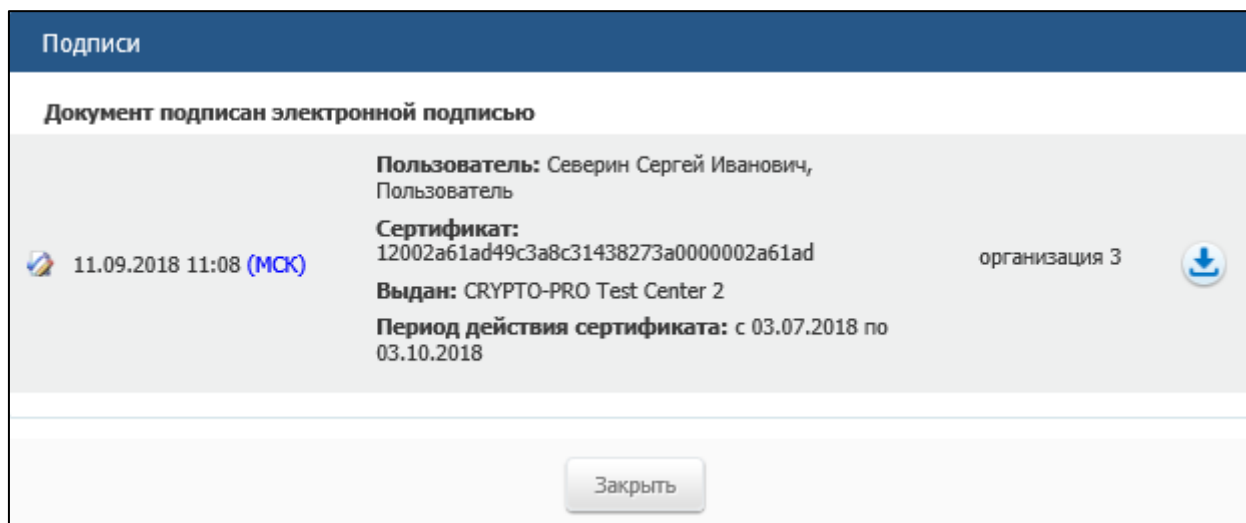 Подписи
Документ подписан электронной подписью
Пользователь: Северин Сергей Иванович,
Пользователь
Сертификат:
11.09.2018 11:08 (МСК)
12002a61ad49c3a8c31438273a0000002a61ad
организация 3
Выдан: CRYPTO-PRO Test Center 2
Период действия сертификата: с 03.07.2018 по
03.10.2018
Закрыть